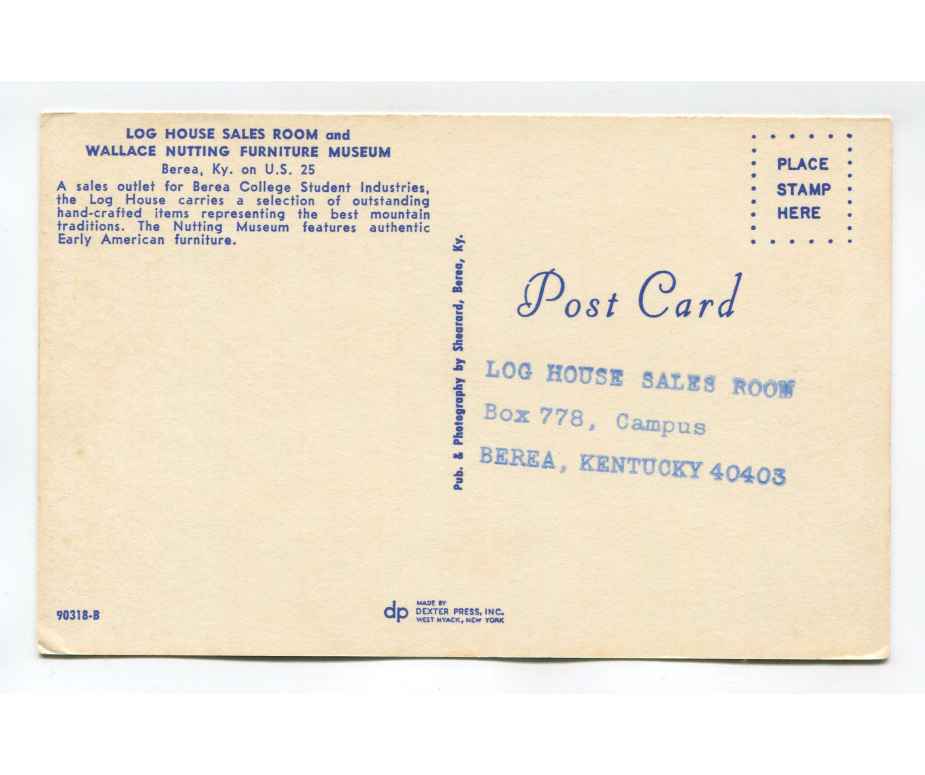 LOG HOUSE SALES ROOM and
WALLACE NUTTING FURNITURE MUSEUM
Berea, Ky. on U.S. 25
A sales outlet for Berea College Student Industries,
the Log House carries a selection of outstanding
hand-crafted items representing the best mountain
traditions. The Nutting Museum features authentic
Early American furniture.
PLACE
STAMP
HERE
Pub. & Photography by Shearard, Berea, Ky.
Post Card
LOG HOUSE SALES ROOM
Box 778, Campus
BEREA, KENTUCKY 40403
90318-B
dp
MADE BY
DEXTER PRESS, INC.
WEST NYACK, NEW YORK